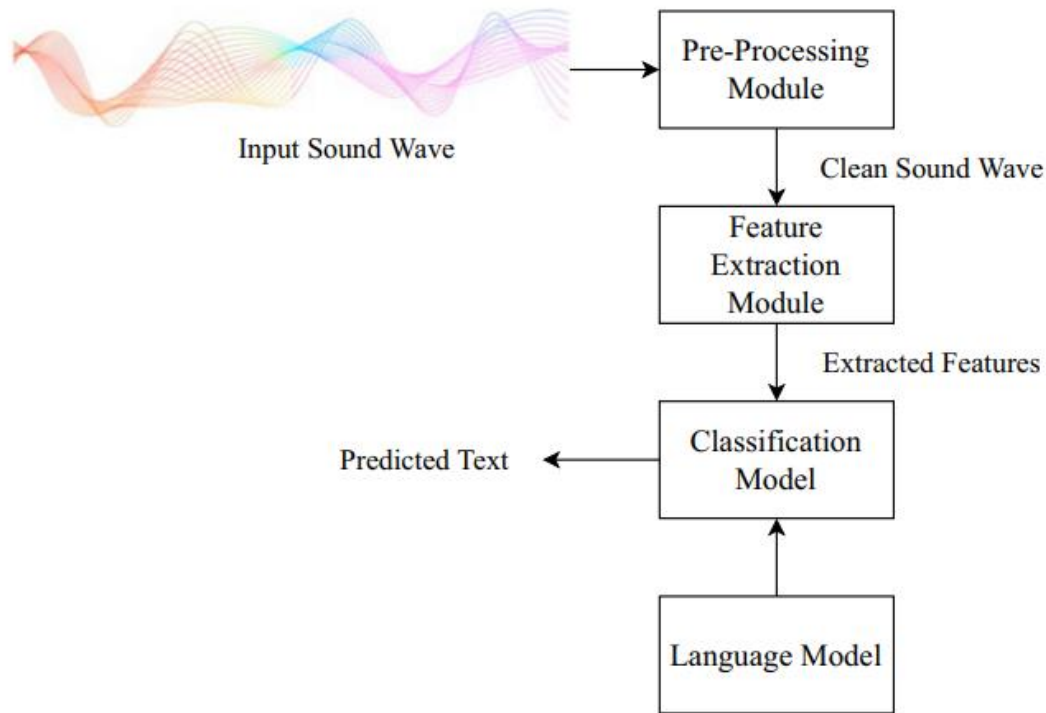 Pre-Processing
Module
Input Sound Wave
Clean Sound Wave
Feature
Extraction
Module
Extracted Features
Classification
Model
Predicted Text
Language Model